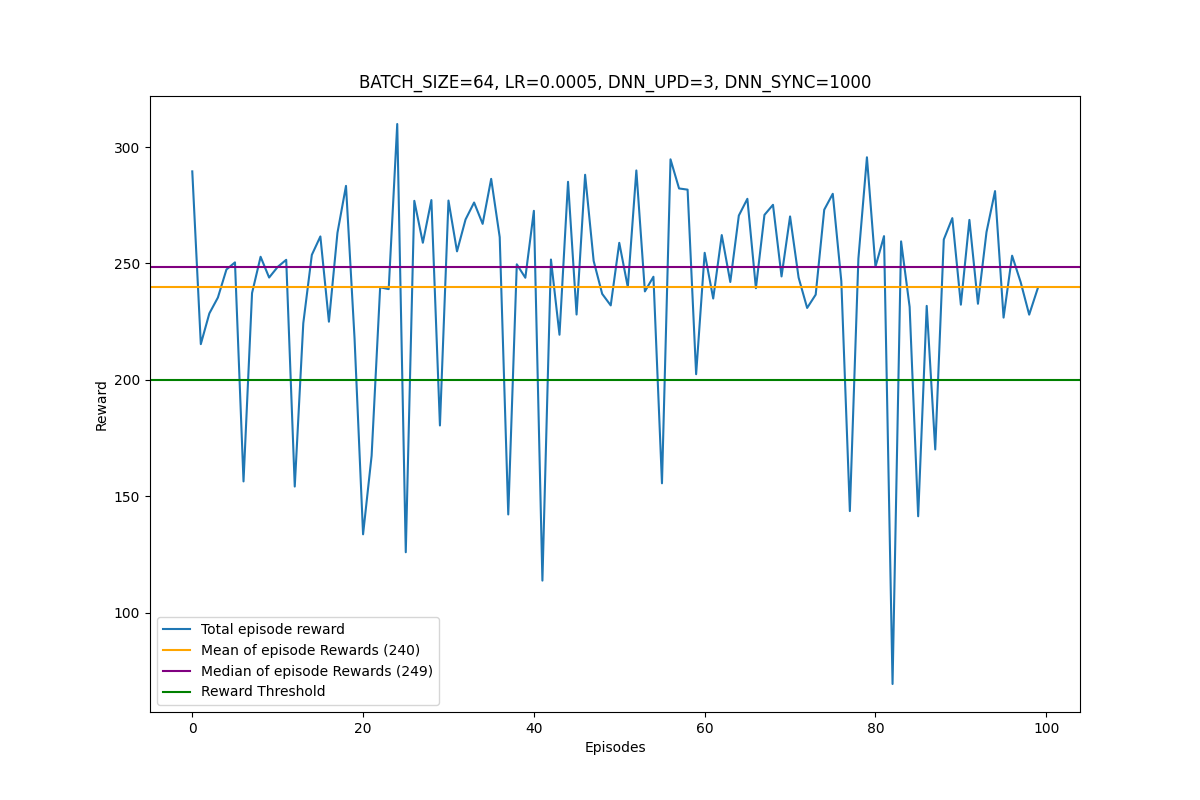 BATCH_SIZE=64, LR=0.0005, DNN_UPD=3, DNN_SYNC=1000
300
250
200
150
100
Reward
Total episode reward
Mean of episode Rewards (240)
Median of episode Rewards (249)
Reward Threshold
0 20 40 60 80 100
Episodes